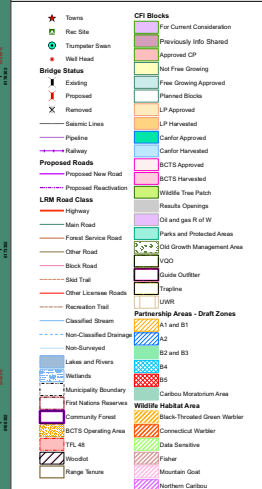 Towns
Rec Site
Trumpeter Swan
Well Head
Bridge Status
Existing
Proposed
Removed
Seismic Lines
Pipeline
Railway
Proposed Roads
Proposed New Road
Proposed Reactivation
LRM Road Class
Highway
Main Road
Forest Service Road
Other Road
Block Road
Skid Trail
Other Licensee Roads
Recreation Trail
Classified Stream
Non-Classified Drainage
Non-Surveyed
Lakes and Rivers
Wetlands
Municipality Boundary
First Nations Reserves
Community Forest
BCTS Operating Area
TFL 48
Woodlot
Range Tenure
CFI Blocks
For Current Consideration
Previously Info Shared
Approved CP
Not Free Growing
Free Growing Approved
Planned Blocks
LP Approved
LP Harvested
Canfor Approved
Canfor Harvested
BCTS Approved
BCTS Harvested
Wildlife Tree Patch
Results Openings
Oil and gas R of W
Parks and Protected Areas
Old Growth Management Area
VQO
Guide Outfitter
Trapline
UWR
Partnership Areas - Draft Zones
A1 and B1
A2
B2 and B3
B4
B5
Caribou Moratorium Area
Wildlife Habitat Area
Black-Throated Green Warbler
Connecticut Warbler
Data Sensitive
Fisher
Mountain Goat
Northern Caribou